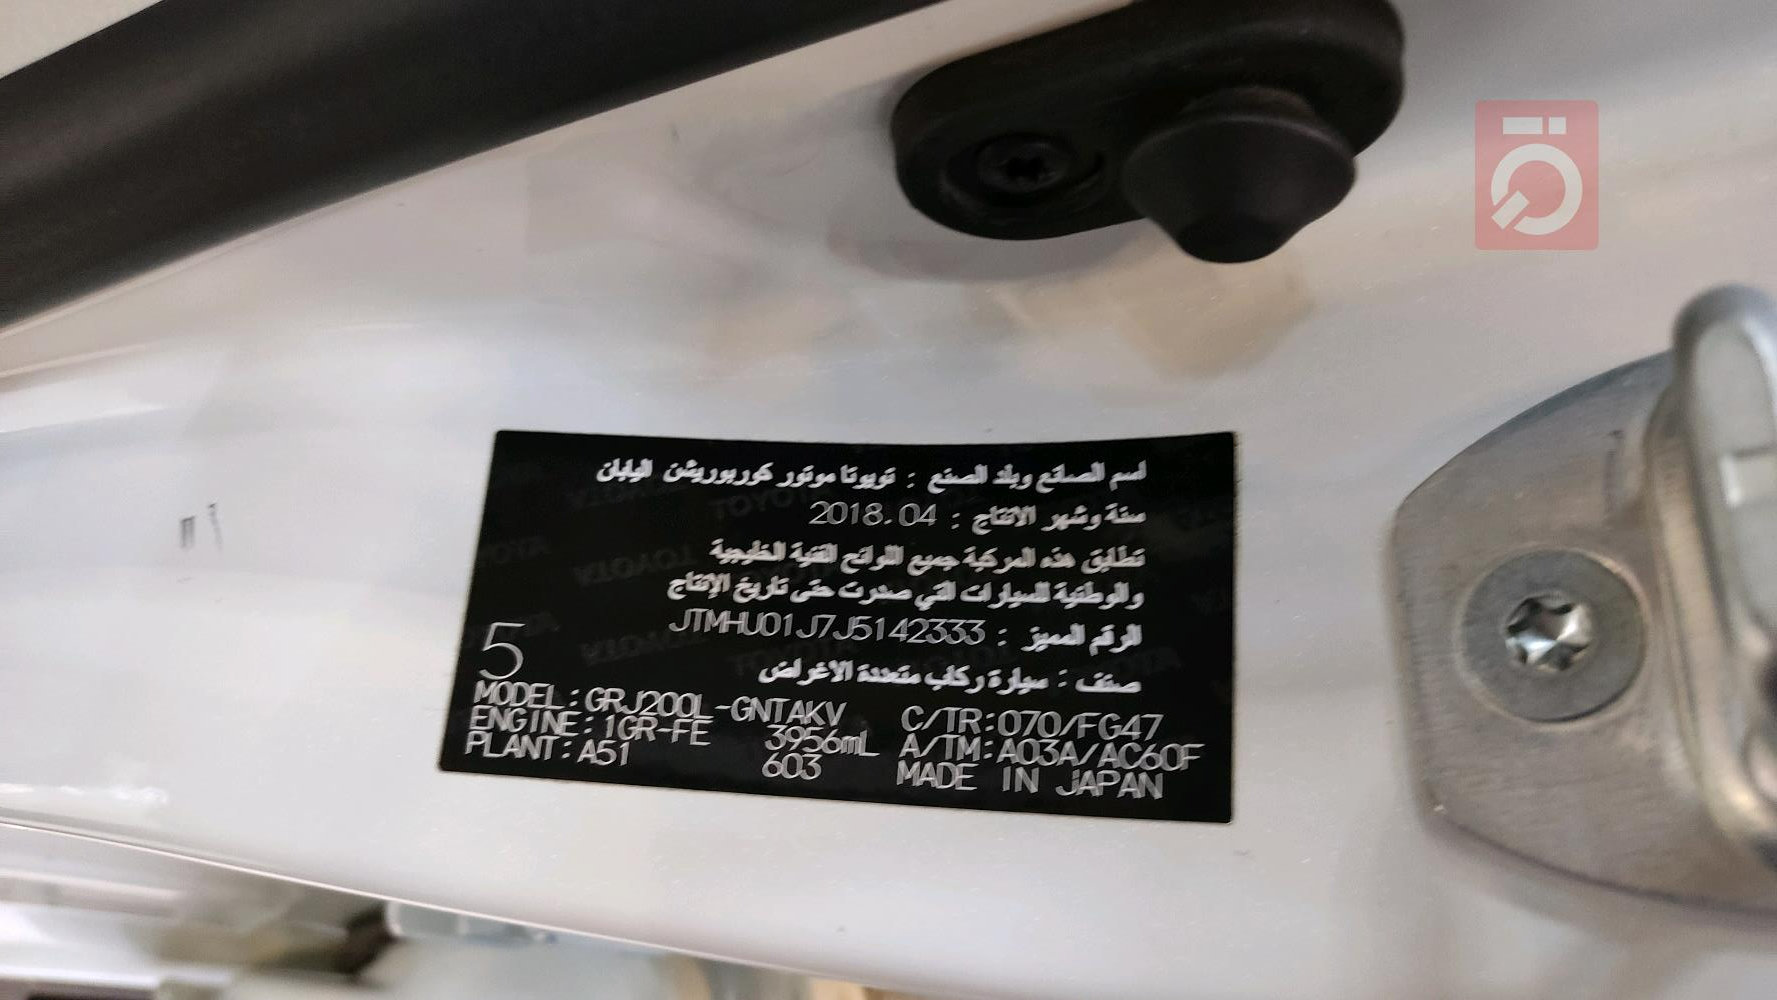 اسم الصانع وبلد الصنع : تويوتا موتور كوربوريشن اليابان
سنة وشهر الانتاج : 2018.04
تطابق هذه المركبة جميع اللوائح الفنية الخليجية
والوطنية للسيارات التي صدرت حتى تاريخ الإنتاج
الرقم المميز : JTMHU01J7J5142333
صنف : سيارة ركاب متعددة الاغراض
5
MODEL:GRJ200L-GNTAKV C/TR:070/FG47
ENGINE:1GR-FE 3956mL A/TM:A03A/AC60F
PLANT:A51 603 MADE IN JAPAN